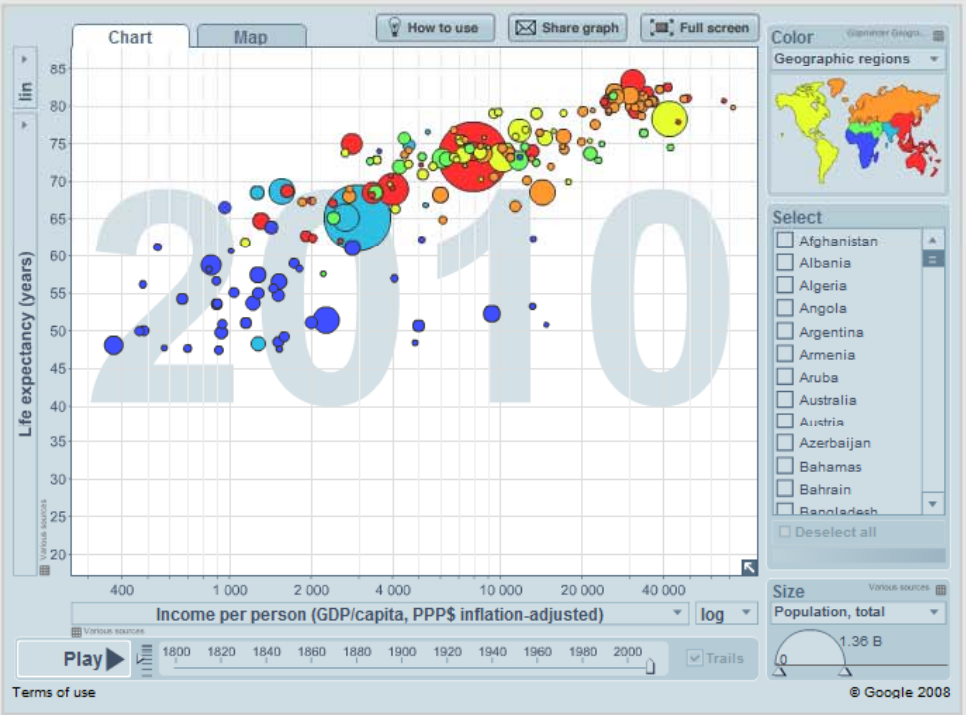 Chart
Map
How to use
Share graph
Full screen
Color
Geographic regions
lin
Life expectancy (years)
Various sources
85
80
75
70
65
60
55
50
45
40
35
30
25
20
2010
400
1 000
2 000
4 000
10 000
20 000
40 000
Income per person (GDP/capita, PPP$ inflation-adjusted)
log
Various sources
Play
1800 1820 1840 1860 1880 1900 1920 1940 1960 1980 2000
Trails
Select
Afghanistan
Albania
Algeria
Angola
Argentina
Armenia
Aruba
Australia
Austria
Azerbaijan
Bahamas
Bahrain
Bangladesh
Deselect all
Size
Various sources
Population, total
1.36 B
0
Terms of use
© Google 2008